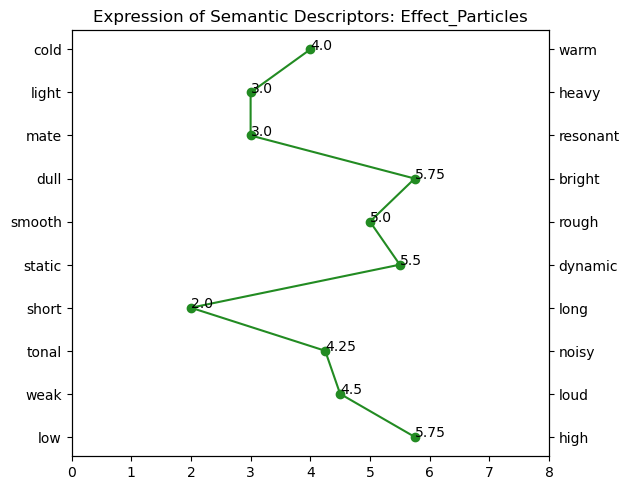 Expression of Semantic Descriptors: Effect_Particles
cold 4.0 warm
light 3.0 heavy
mate 3.0 resonant
dull 5.75 bright
smooth 5.0 rough
static 5.5 dynamic
short 2.0 long
tonal 4.25 noisy
weak 4.5 loud
low 5.75 high
0 1 2 3 4 5 6 7 8